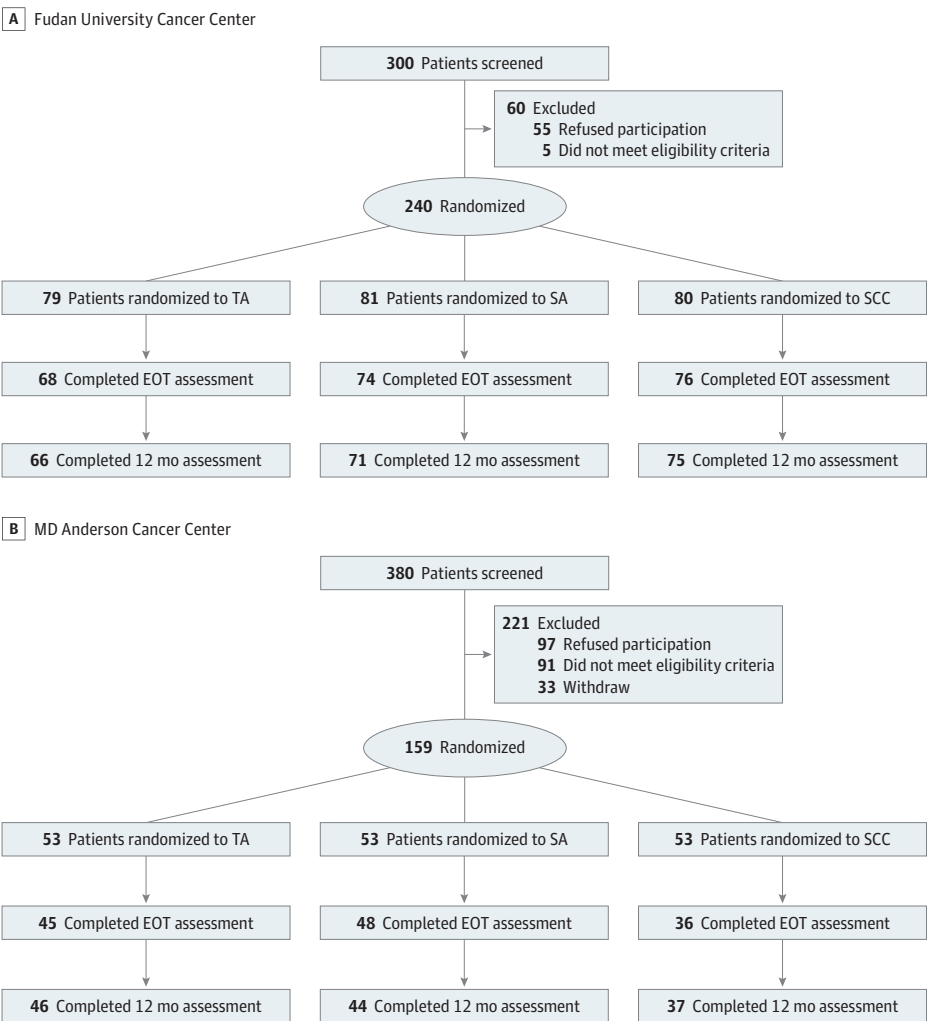 A Fudan University Cancer Center
300 Patients screened
60 Excluded
55 Refused participation
5 Did not meet eligibility criteria
240 Randomized
79 Patients randomized to TA
81 Patients randomized to SA
80 Patients randomized to SCC
68 Completed EOT assessment
74 Completed EOT assessment
76 Completed EOT assessment
66 Completed 12 mo assessment
71 Completed 12 mo assessment
75 Completed 12 mo assessment
B MD Anderson Cancer Center
380 Patients screened
221 Excluded
97 Refused participation
91 Did not meet eligibility criteria
33 Withdraw
159 Randomized
53 Patients randomized to TA
53 Patients randomized to SA
53 Patients randomized to SCC
45 Completed EOT assessment
48 Completed EOT assessment
36 Completed EOT assessment
46 Completed 12 mo assessment
44 Completed 12 mo assessment
37 Completed 12 mo assessment